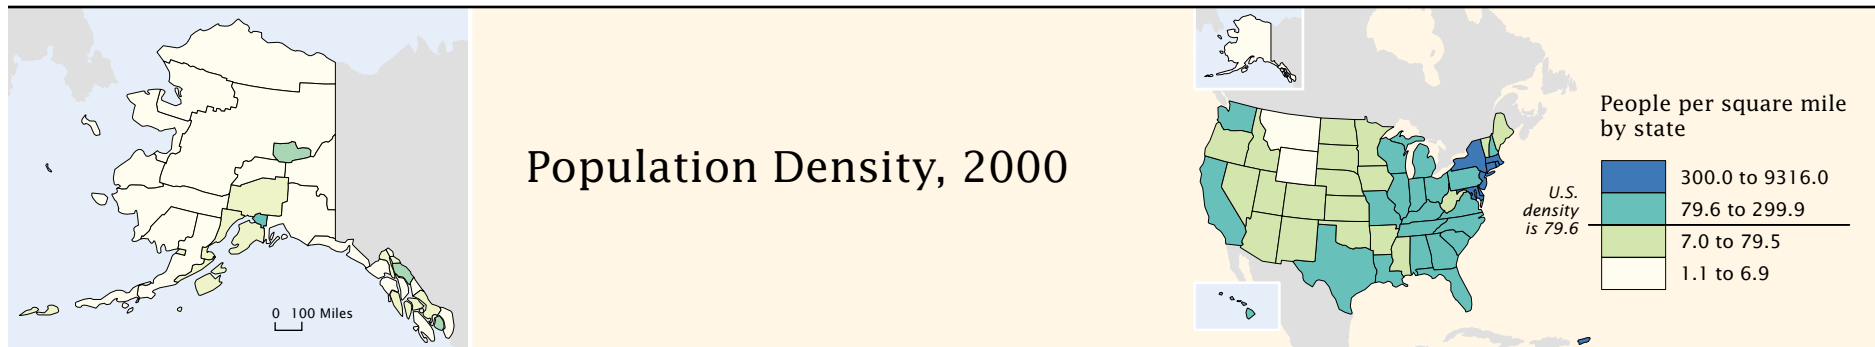 0 100 Miles
Population Density, 2000
People per square mile
by state
U.S.
density
is 79.6
300.0 to 9316.0
79.6 to 299.9
7.0 to 79.5
1.1 to 6.9